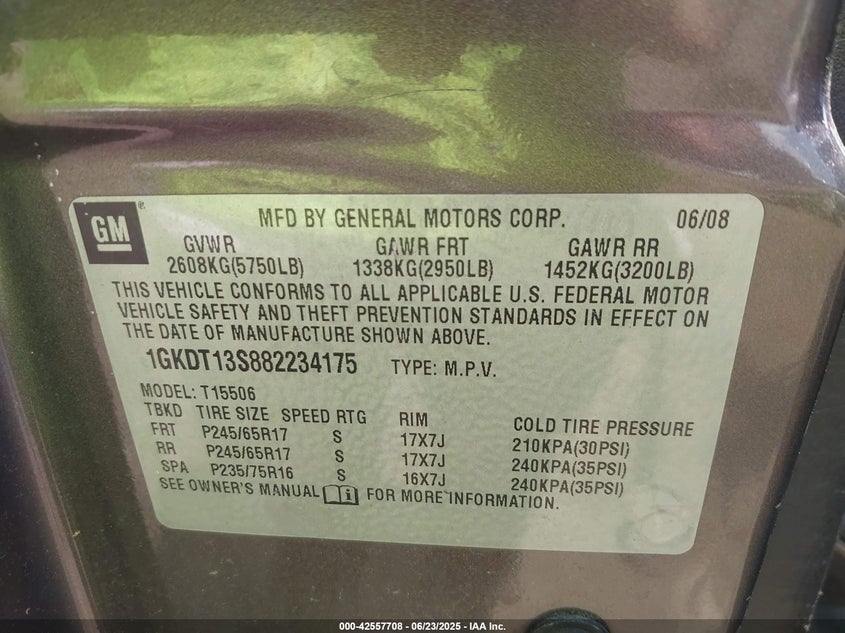 GM®
MFD BY GENERAL MOTORS CORP. 06/08
GVWR GAWR FRT GAWR RR
2608KG(5750LB) 1338KG(2950LB) 1452KG(3200LB)
THIS VEHICLE CONFORMS TO ALL APPLICABLE U.S. FEDERAL MOTOR
VEHICLE SAFETY AND THEFT PREVENTION STANDARDS IN EFFECT ON
THE DATE OF MANUFACTURE SHOWN ABOVE.
1GKDT13S882234175 TYPE: M.P.V.
MODEL: T15506
TBKD TIRE SIZE SPEED RTG RIM COLD TIRE PRESSURE
FRT P245/65R17 S 17X7J 210KPA(30PSI)
RR P245/65R17 S 17X7J 240KPA(35PSI)
SPA P235/75R16 S 16X7J 240KPA(35PSI)
SEE OWNER'S MANUAL FOR MORE INFORMATION.
000-42557708 - 06/23/2025 - IAA Inc.